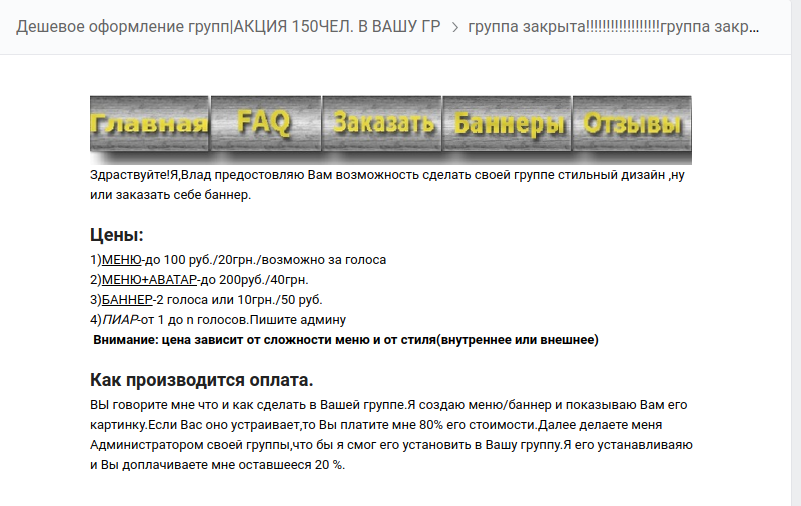 Дешевое оформление групп|АКЦИЯ 150ЧЕЛ. В ВАШУ ГР > группа закрыта!!!!!!!!!!!!!!!!!!группа закр...
Главная FAQ Заказать Баннеры Отзывы
Здраствуйте!Я,Влад предостовляю Вам возможность сделать своей группе стильный дизайн ,ну
или заказать себе баннер.
Цены:
1)МЕНЮ-до 100 руб./20грн./возможно за голоса
2)МЕНЮ+АВАТАР-до 200руб./40грн.
3)БАННЕР-2 голоса или 10грн./50 руб.
4)ПИАР-от 1 до n голосов.Пишите админу
Внимание: цена зависит от сложности меню и от стиля(внутреннее или внешнее)
Как производится оплата.
ВЫ говорите мне что и как сделать в Вашей группе.Я создаю меню/баннер и показываю Вам его
картинку.Если Вас оно устраивает,то Вы платите мне 80% его стоимости.Далее делаете меня
Администратором своей группы,что бы я смог его установить в Вашу группу.Я его устанавливаяю
и Вы доплачиваете мне оставшееся 20 %.